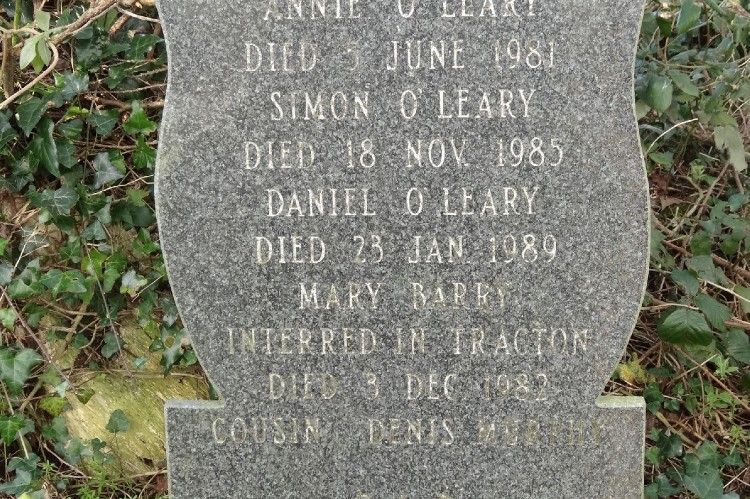 ANNIE O'LEARY
DIED 5 JUNE 1981
SIMON O'LEARY
DIED 18 NOV. 1985
DANIEL O'LEARY
DIED 23 JAN 1989
MARY BARRY
INTERRED IN TRACTON
DIED 3 DEC. 1982
COUSIN DENIS MURPHY